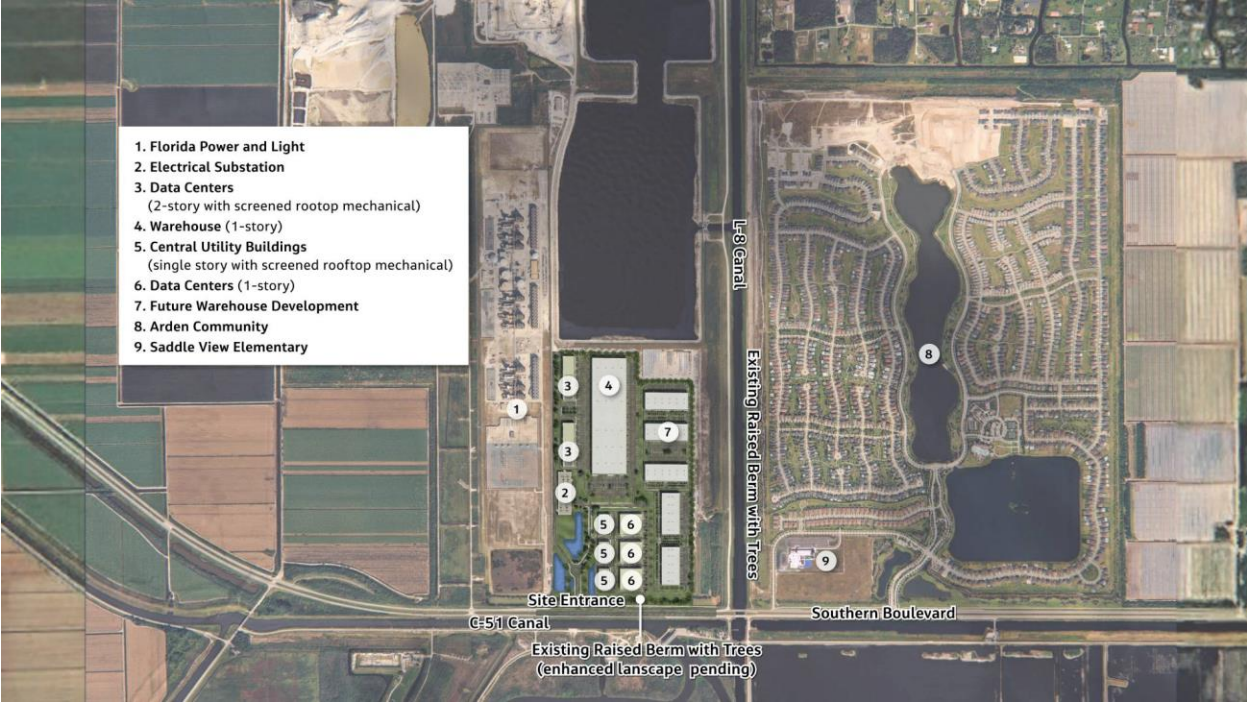 1. Florida Power and Light
2. Electrical Substation
3. Data Centers
(2-story with screened rootop mechanical)
4. Warehouse (1-story)
5. Central Utility Buildings
(single story with screened rooftop mechanical)
6. Data Centers (1-story)
7. Future Warehouse Development
8. Arden Community
9. Saddle View Elementary
L-8 Canal
Existing Raised Berm with Trees
8
3
4
1
7
3
2
5
6
5
6
9
5
6
Site Entrance
Southern Boulevard
C-51 Canal
Existing Raised Berm with Trees
(enhanced lanscape pending)